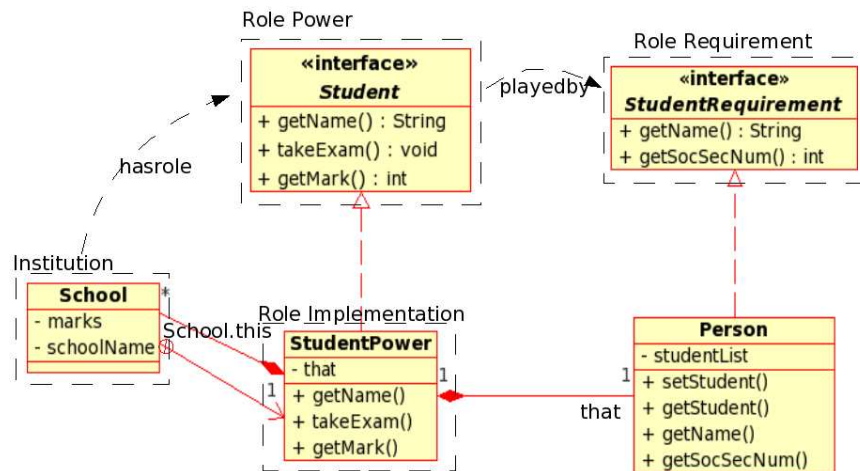 Role Power
«interface»
Student
+ getName() : String
+ takeExam() : void
+ getMark() : int
playedby
Role Requirement
«interface»
StudentRequirement
+ getName() : String
+ getSocSecNum() : int
hasrole
Institution
School
- marks
- schoolName
*
School.this
1
Role Implementation
StudentPower
- that
+ getName()
+ takeExam()
+ getMark()
1
1
that
Person
- studentList
+ setStudent()
+ getStudent()
+ getName()
+ getSocSecNum()